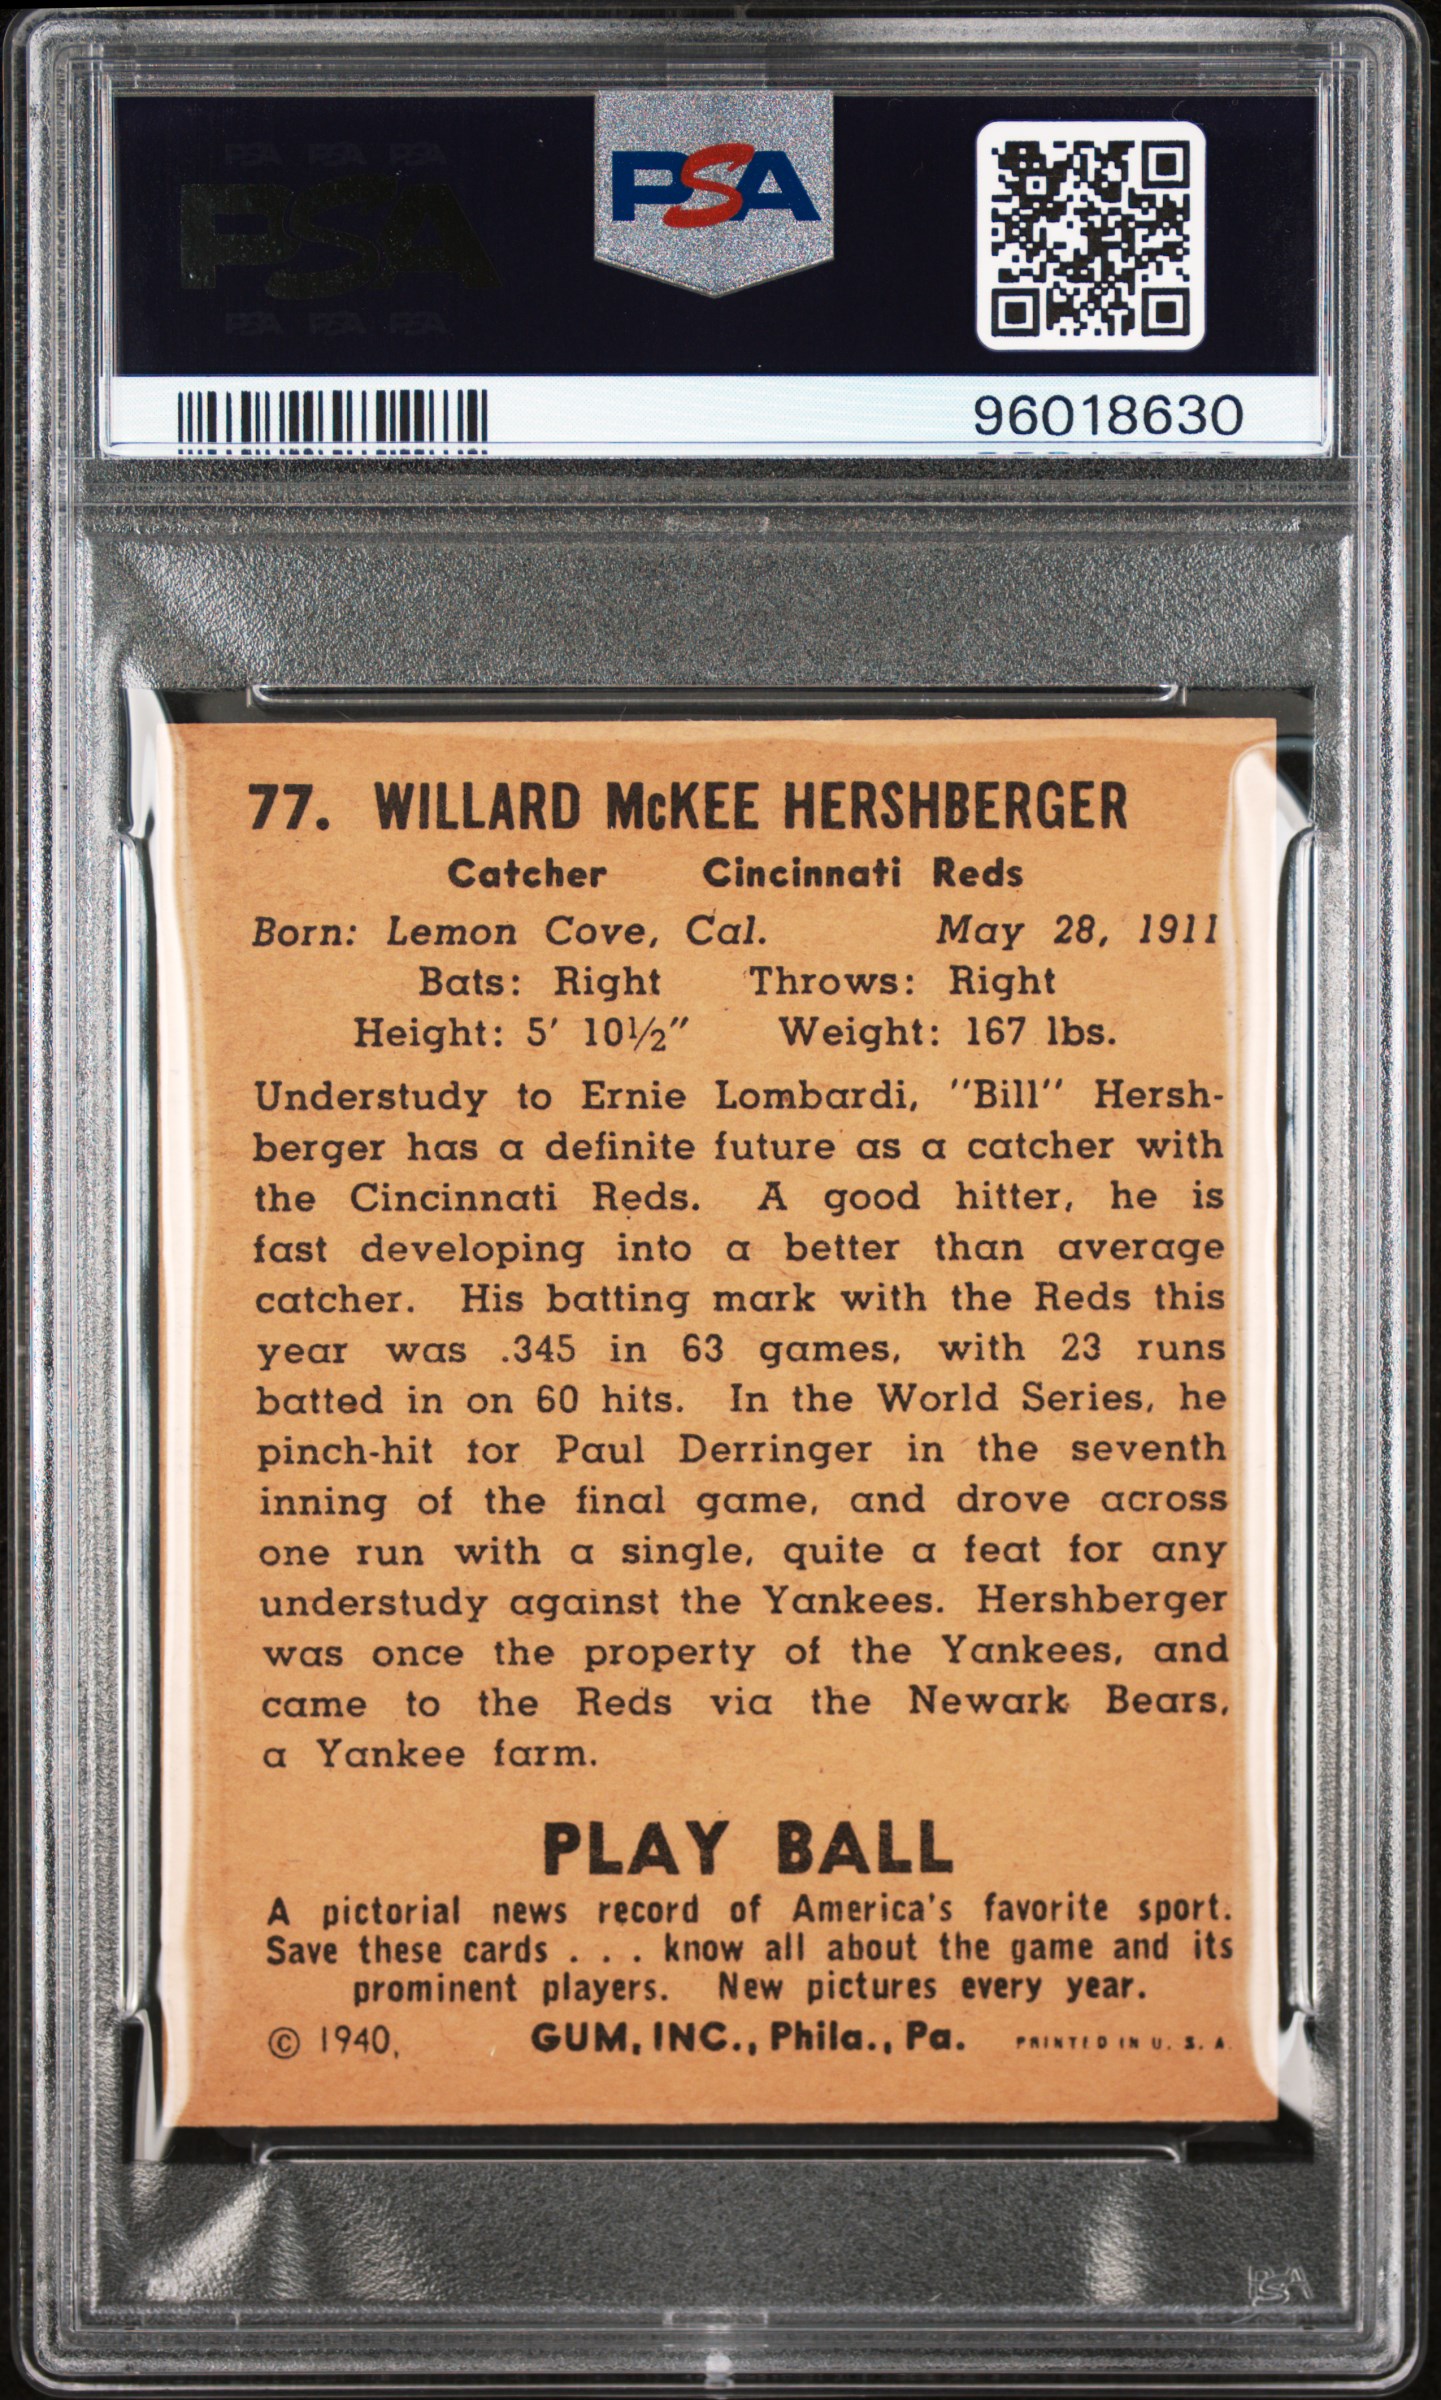 PSA PSA PSA
PSA
PSA PSA PSA
PSA
96018630
77. WILLARD McKEE HERSHBERGER
Catcher Cincinnati Reds
Born: Lemon Cove, Cal. May 28, 1911
Bats: Right Throws: Right
Height: 5' 10½" Weight: 167 lbs.
Understudy to Ernie Lombardi, "Bill" Hersh-
berger has a definite future as a catcher with
the Cincinnati Reds. A good hitter, he is
fast developing into a better than average
catcher. His batting mark with the Reds this
year was .345 in 63 games, with 23 runs
batted in on 60 hits. In the World Series, he
pinch-hit for Paul Derringer in the seventh
inning of the final game, and drove across
one run with a single, quite a feat for any
understudy against the Yankees. Hershberger
was once the property of the Yankees, and
came to the Reds via the Newark Bears,
a Yankee farm.
PLAY BALL
A pictorial news record of America's favorite sport.
Save these cards . . . know all about the game and its
prominent players. New pictures every year.
© 1940, GUM, INC., Phila., Pa. PRINTED IN U. S. A.
PSA